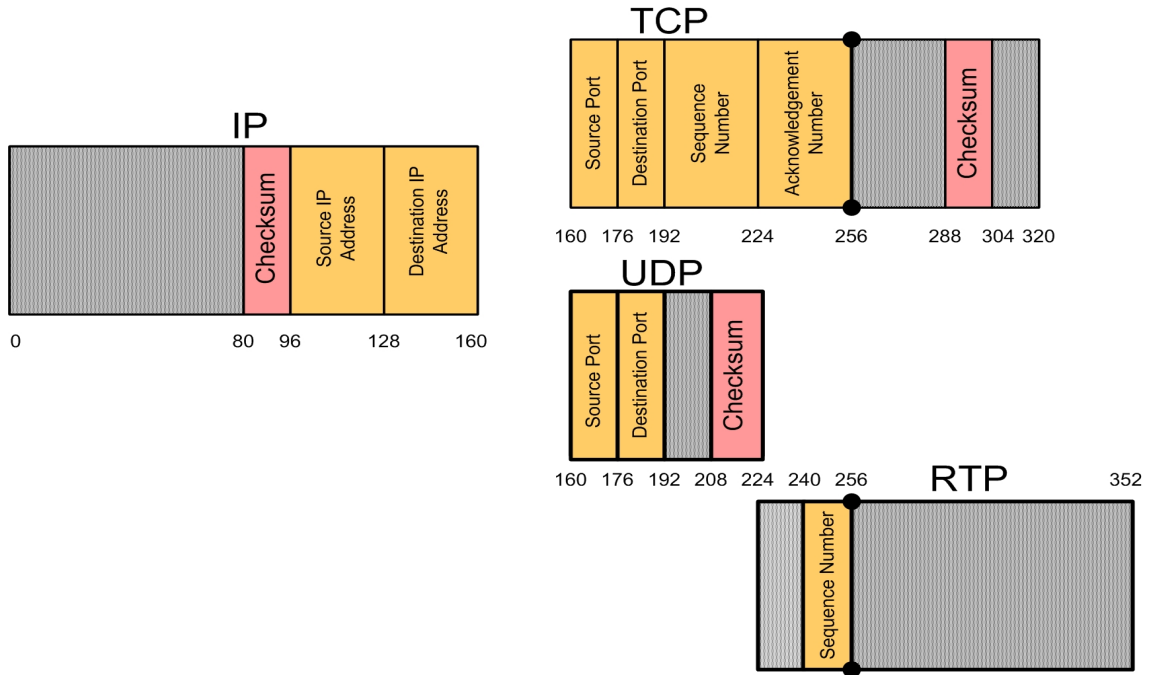 TCP
Source Port
Destination Port
Sequence
Number
Acknowledgement
Number
Checksum
160 176 192 224 256 288 304 320
IP
Checksum
Source IP
Address
Destination IP
Address
0 80 96 128 160
UDP
Source Port
Destination Port
Checksum
160 176 192 208 224 240 256 352
RTP
Sequence Number